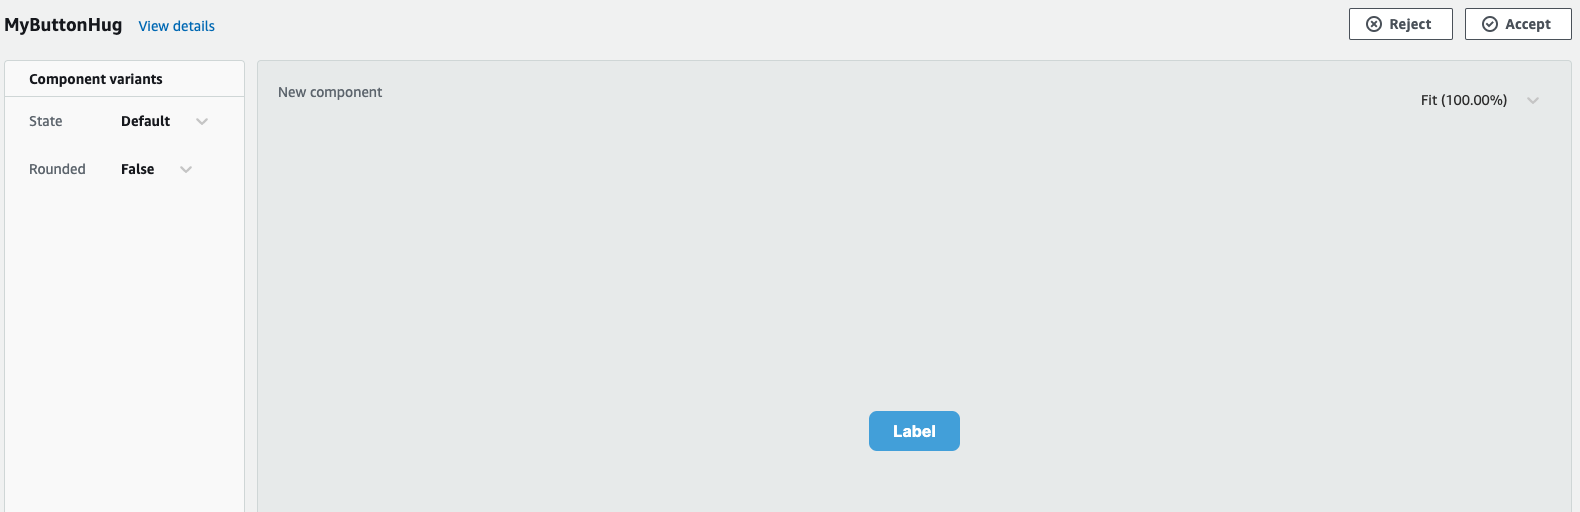 MyButtonHug View details
Reject Accept
Component variants
State Default
Rounded False
New component
Fit (100.00%)
Label